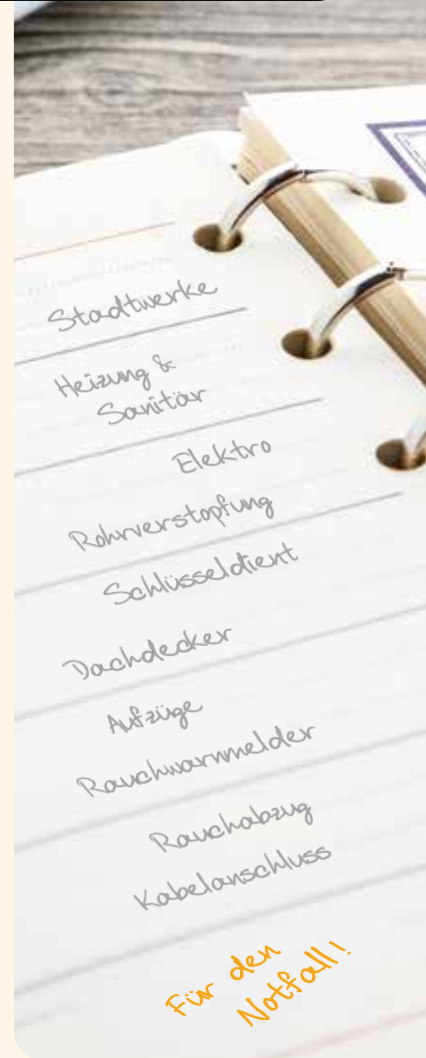 Stadtwerke
Heizung &
Sanitär
Elektro
Rohrverstopfung
Schlüsseldient
Dachdecker
Aufzüge
Rauchwarnmelder
Rauchabzug
Kabelanschluss
Für den
Notfall!